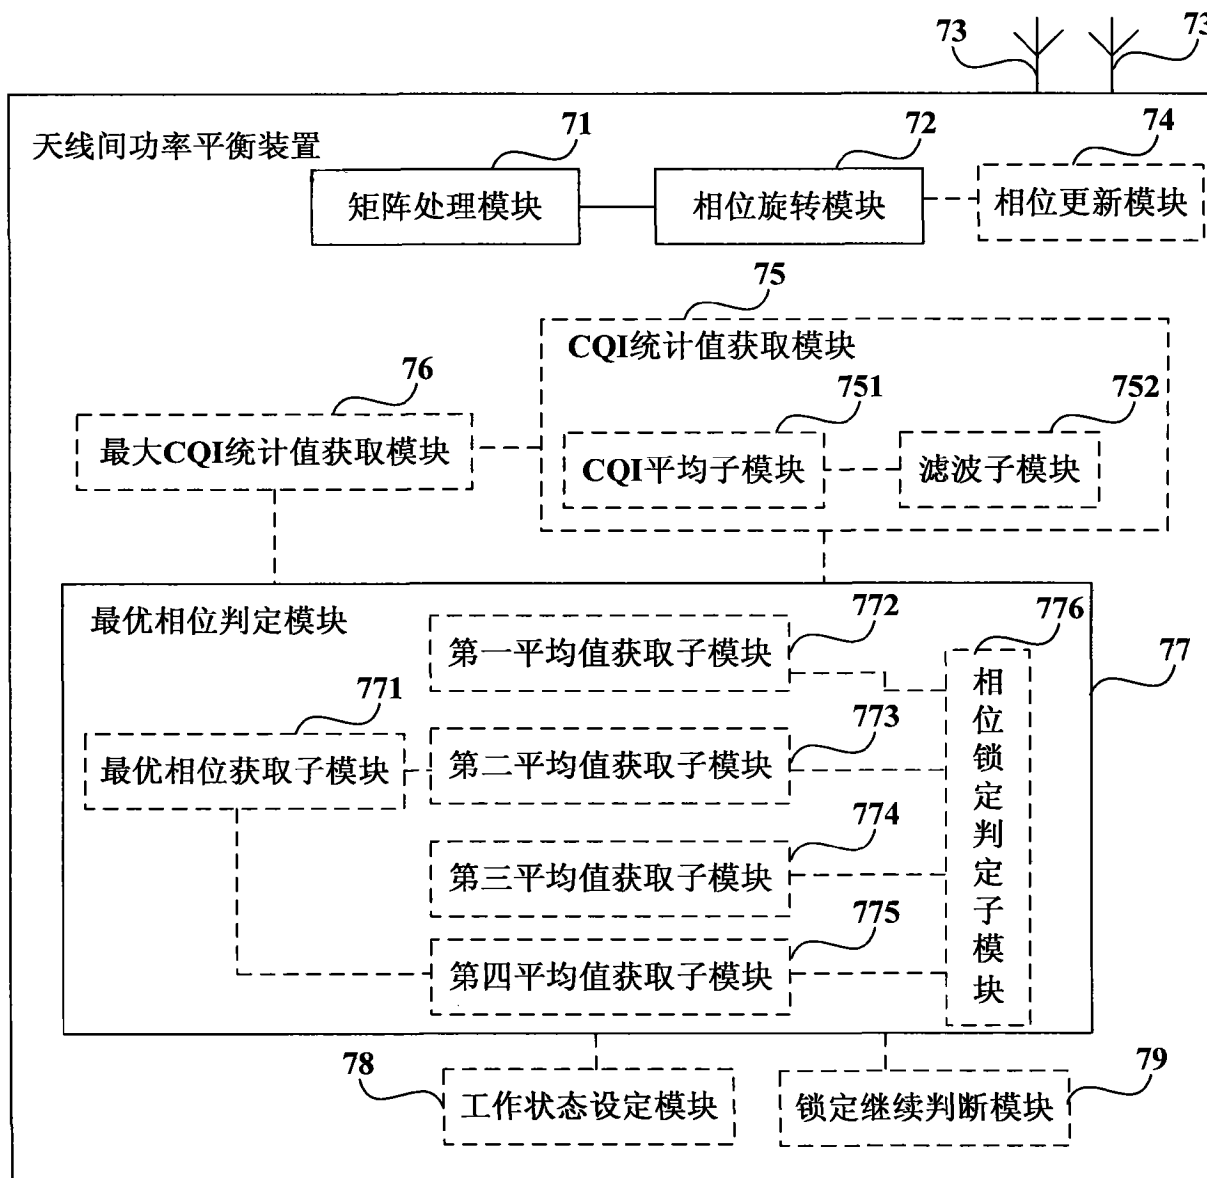 73
73
天线间功率平衡装置
71
72
74
矩阵处理模块
相位旋转模块
相位更新模块
75
CQI统计值获取模块
76
751
752
最大CQI统计值获取模块
CQI平均子模块
滤波子模块
最优相位判定模块
772
776
77
第一平均值获取子模块
相位锁定判定子模块
771
773
最优相位获取子模块
第二平均值获取子模块
774
第三平均值获取子模块
775
第四平均值获取子模块
78
79
工作状态设定模块
锁定继续判断模块